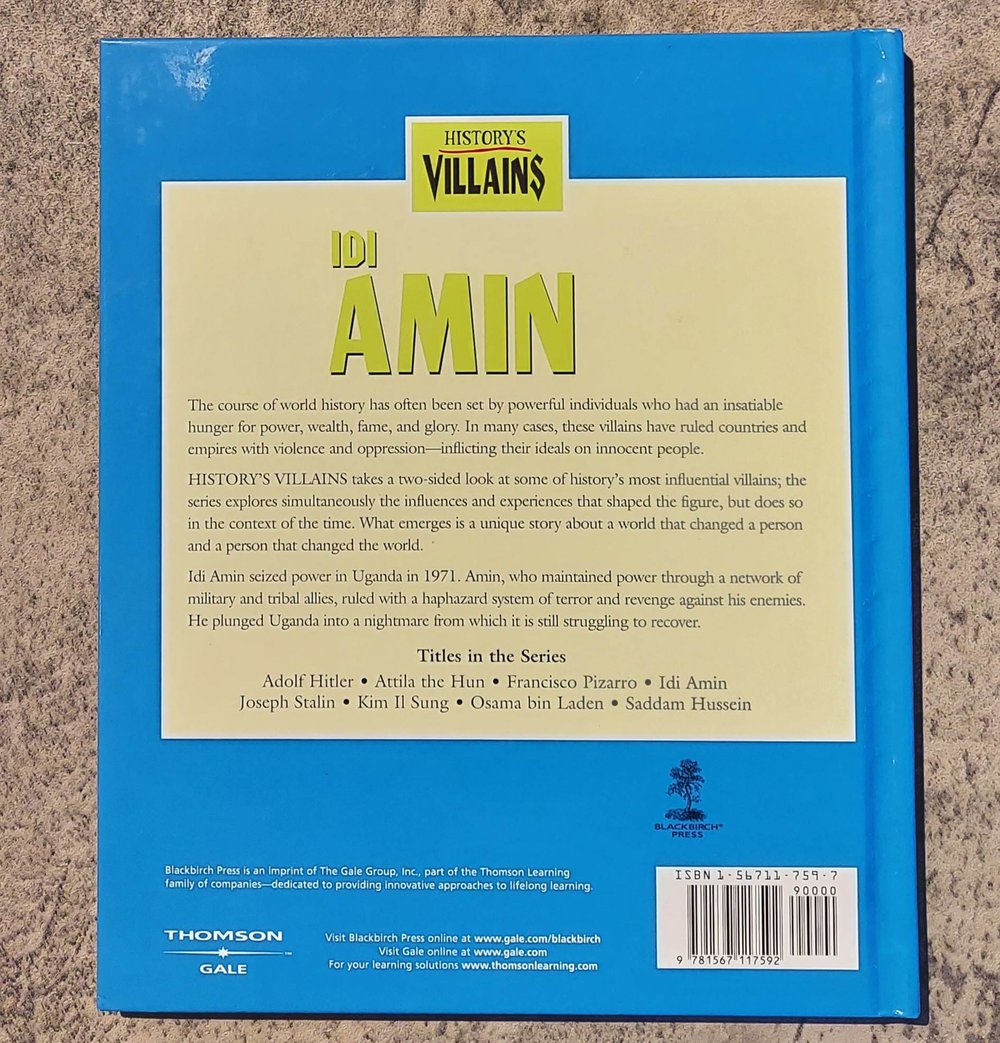 HISTORY'S
VILLAINS
IDI
AMIN
The course of world history has often been set by powerful individuals who had an insatiable
hunger for power, wealth, fame, and glory. In many cases, these villains have ruled countries and
empires with violence and oppression—inflicting their ideals on innocent people.
HISTORY'S VILLAINS takes a two-sided look at some of history's most influential villains; the
series explores simultaneously the influences and experiences that shaped the figure, but does so
in the context of the time. What emerges is a unique story about a world that changed a person
and a person that changed the world.
Idi Amin seized power in Uganda in 1971. Amin, who maintained power through a network of
military and tribal allies, ruled with a haphazard system of terror and revenge against his enemies.
He plunged Uganda into a nightmare from which it is still struggling to recover.
Titles in the Series
Adolf Hitler • Attila the Hun • Francisco Pizarro • Idi Amin
Joseph Stalin • Kim Il Sung • Osama bin Laden • Saddam Hussein
BLACKBIRCH®
PRESS
Blackbirch Press is an imprint of The Gale Group, Inc., part of the Thomson Learning
family of companies—dedicated to providing innovative approaches to lifelong learning.
THOMSON
™
GALE
Visit Blackbirch Press online at www.gale.com/blackbirch
Visit Gale online at www.gale.com
For your learning solutions www.thomsonlearning.com
ISBN 1-56711-759-7
90000
9 781567 117592